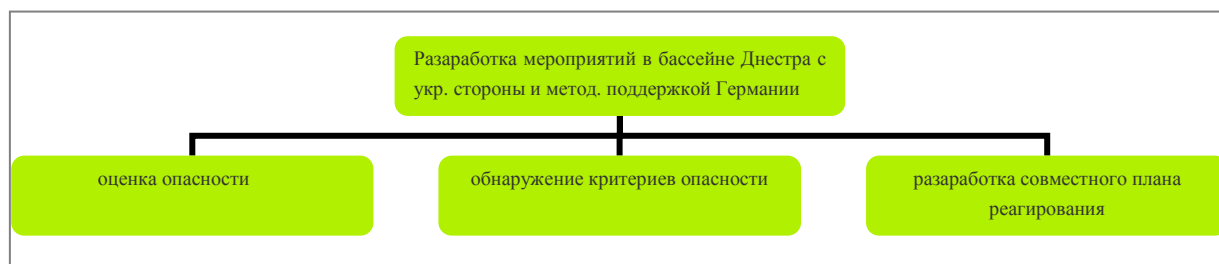 Разаработка мероприятий в бассейне Днестра с
укр. стороны и метод. поддержкой Германии
оценка опасности
обнаружение критериев опасности
разаработка совместного плана
реагирования